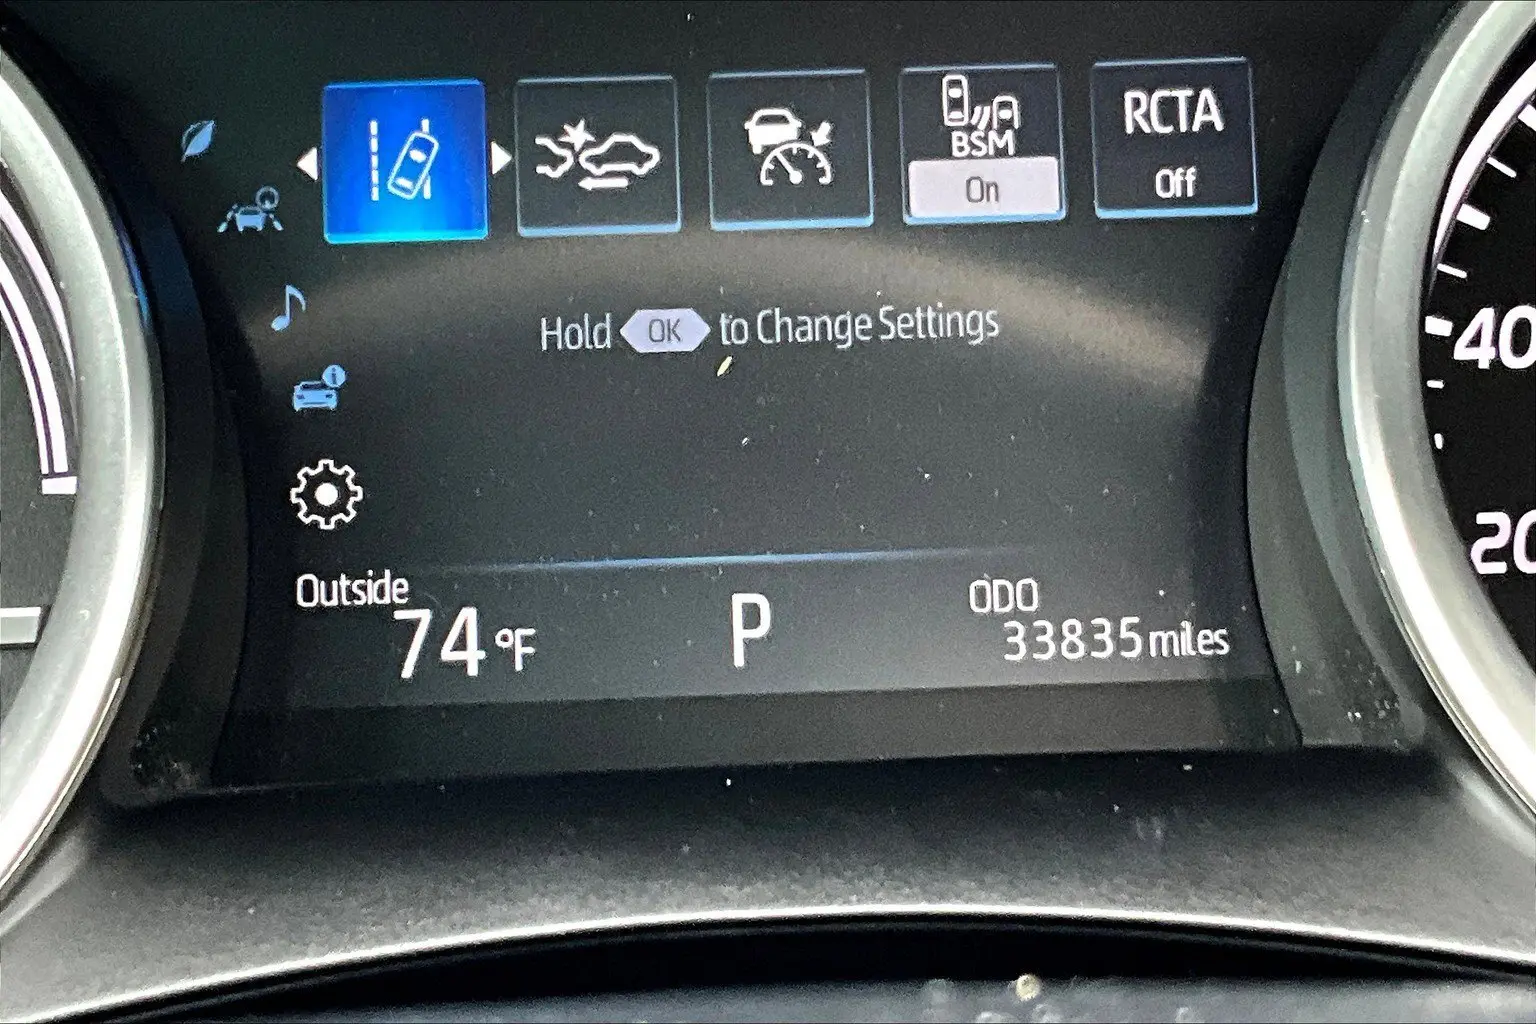 BSM
On
RCTA
Off
Hold OK to Change Settings
Outside
74°F
P
ODO
33835 miles
40
20